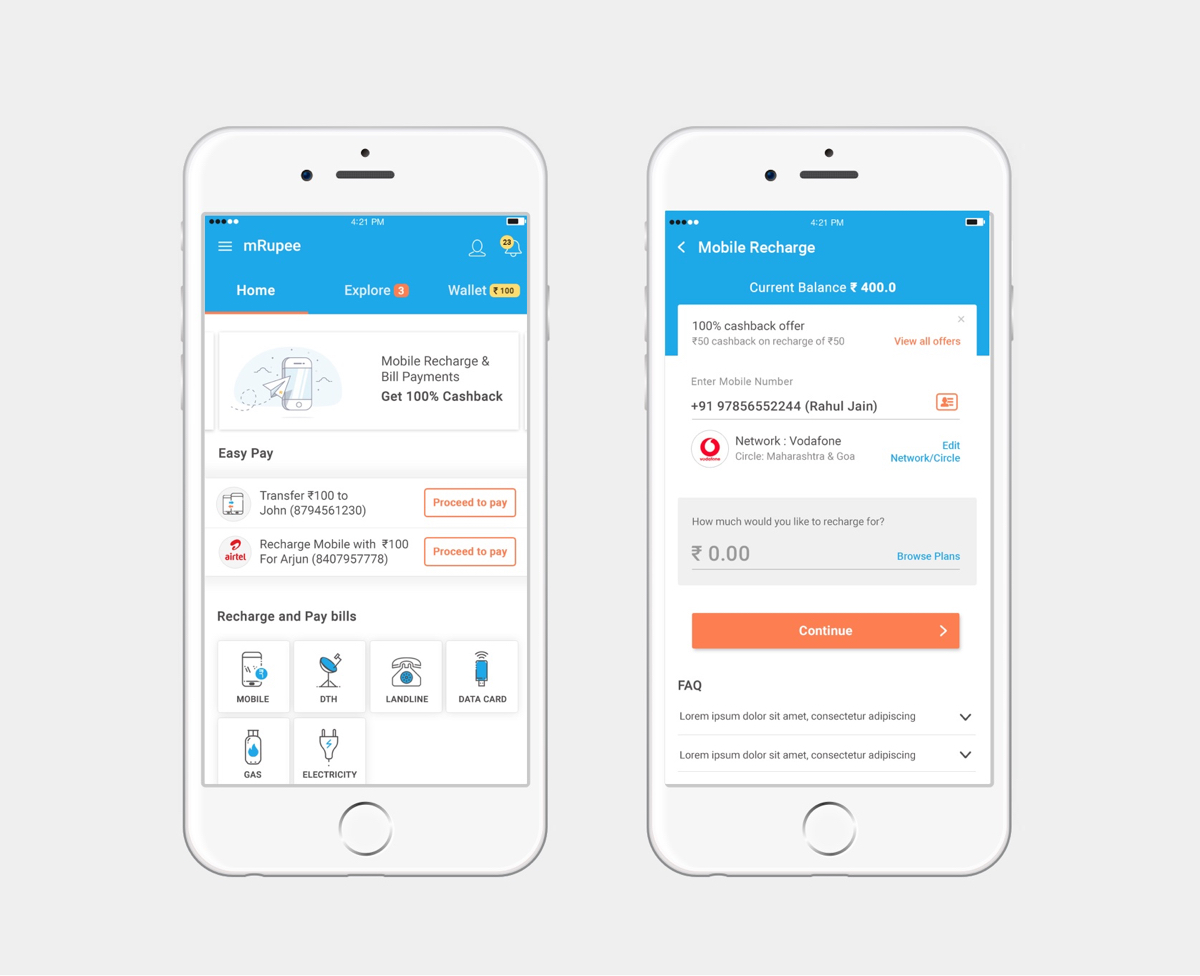 4:21 PM
mRupee
23
Home
Explore 3
Wallet ₹ 100
Mobile Recharge &
Bill Payments
Get 100% Cashback
Easy Pay
Transfer ₹100 to
John (8794561230)
Proceed to pay
airtel
Recharge Mobile with ₹100
For Arjun (8407957778)
Proceed to pay
Recharge and Pay bills
MOBILE
DTH
LANDLINE
DATA CARD
GAS
ELECTRICITY
4:21 PM
Mobile Recharge
Current Balance ₹ 400.0
100% cashback offer
₹50 cashback on recharge of ₹50
View all offers
Enter Mobile Number
+91 97856552244 (Rahul Jain)
vodafone
Network : Vodafone
Circle: Maharashtra & Goa
Edit
Network/Circle
How much would you like to recharge for?
₹ 0.00
Browse Plans
Continue
FAQ
Lorem ipsum dolor sit amet, consectetur adipiscing
Lorem ipsum dolor sit amet, consectetur adipiscing